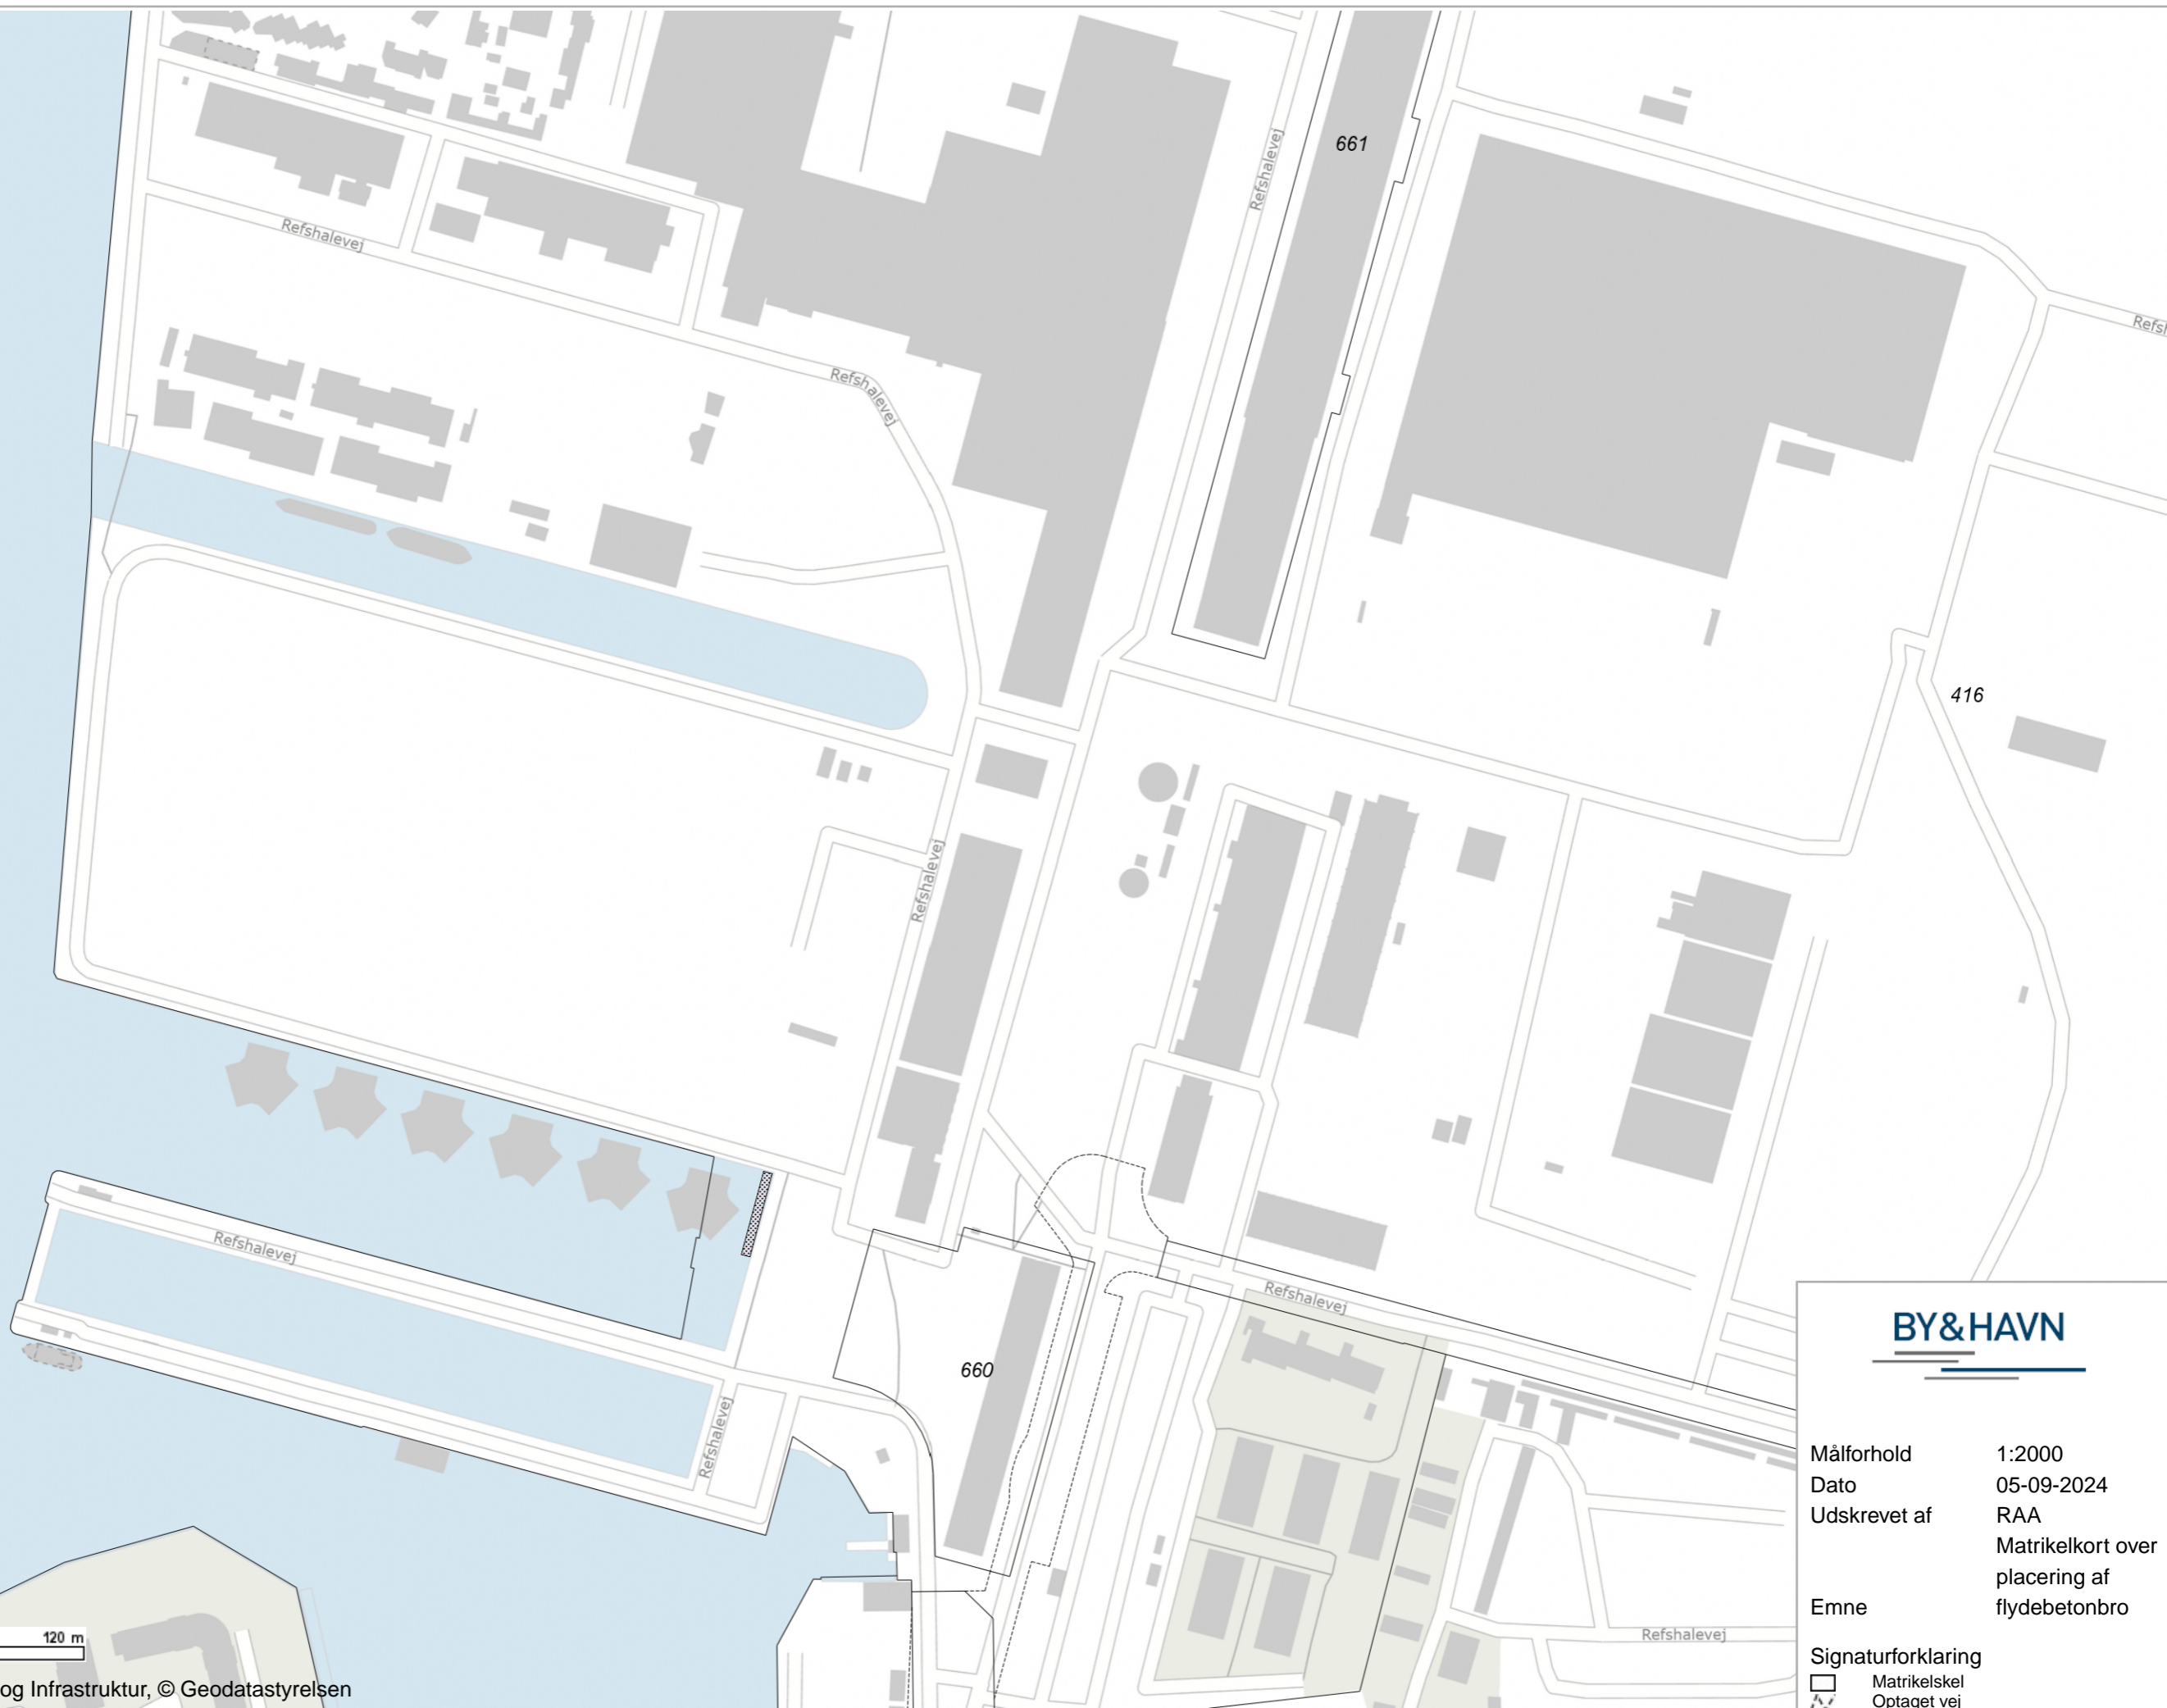 661
Refshalevej
Refshalevej
Refshalevej
416
Refshalevej
Refshalevej
Refshalevej
660
Refshalevej
Refshalevej
BY&HAVN
Målforhold 1:2000
Dato 05-09-2024
Udskrevet af RAA
Matrikelkort over
placering af
Emne flydebetonbro
Signaturforklaring
Matrikelskel
Optaget vej
120 m
og Infrastruktur, © Geodatastyrelsen